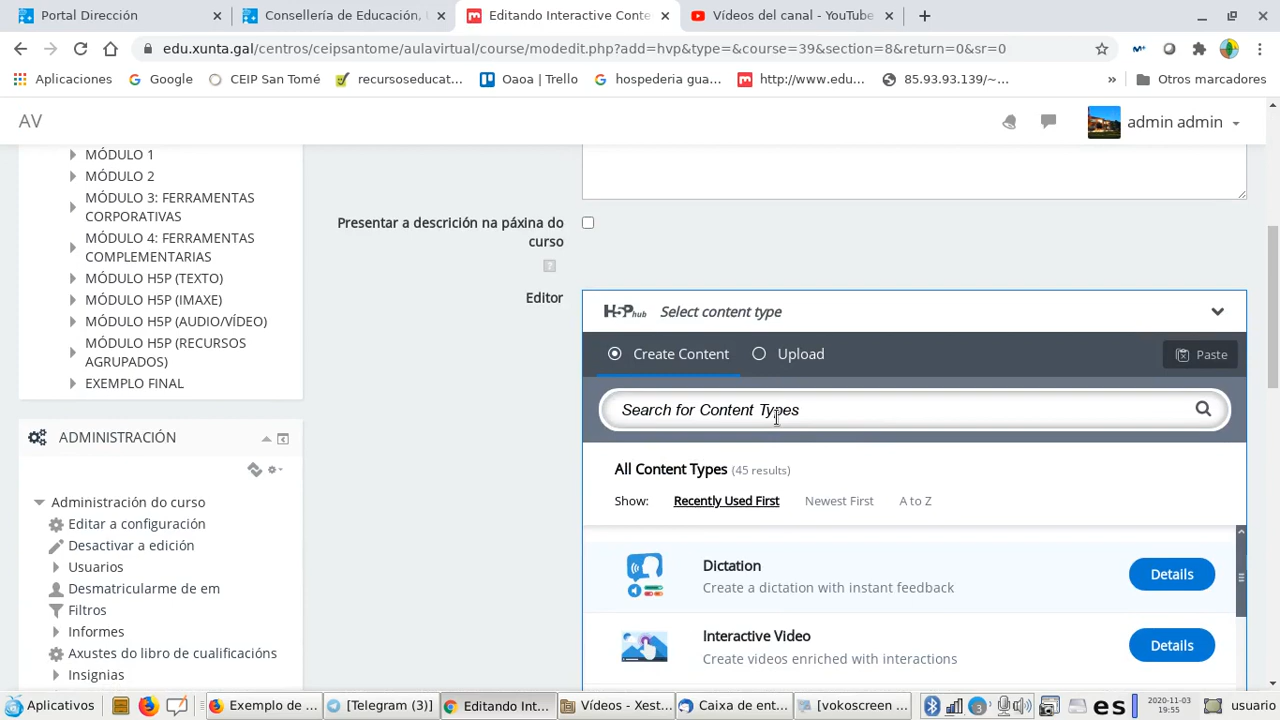 Portal Dirección
Consellería de Educación, U
Editando Interactive Conte
Vídeos del canal - YouTube
edu.xunta.gal/centros/ceipsantome/aulavirtual/course/modedit.php?add=hvp&type=&course=39&section=8&return=0&sr=0
Aplicaciones
Google
CEIP San Tomé
recursoseducat...
Oaoa | Trello
hospederia gua...
http://www.edu...
85.93.93.139/~...
»
Otros marcadores
AV
admin admin
MÓDULO 1
MÓDULO 2
MÓDULO 3: FERRAMENTAS
CORPORATIVAS
MÓDULO 4: FERRAMENTAS
COMPLEMENTARIAS
MÓDULO H5P (TEXTO)
MÓDULO H5P (IMAXE)
MÓDULO H5P (AUDIO/VÍDEO)
MÓDULO H5P (RECURSOS
AGRUPADOS)
EXEMPLO FINAL
ADMINISTRACIÓN
Administración do curso
Editar a configuración
Desactivar a edición
Usuarios
Desmatricularme de em
Filtros
Informes
Axustes do libro de cualificacións
Insignias
Presentar a descrición na páxina do
curso
?
Editor
H5P hub Select content type
Create Content
Upload
Paste
Search for Content Types
All Content Types (45 results)
Show: Recently Used First Newest First A to Z
Dictation
Create a dictation with instant feedback
Details
Interactive Video
Create videos enriched with interactions
Details
Aplicativos
Exemplo de ...
[Telegram (3)]
Editando Int...
Vídeos - Xest...
Caixa de ent...
[vokoscreen ...
es
2020-11-03
19:55
usuario